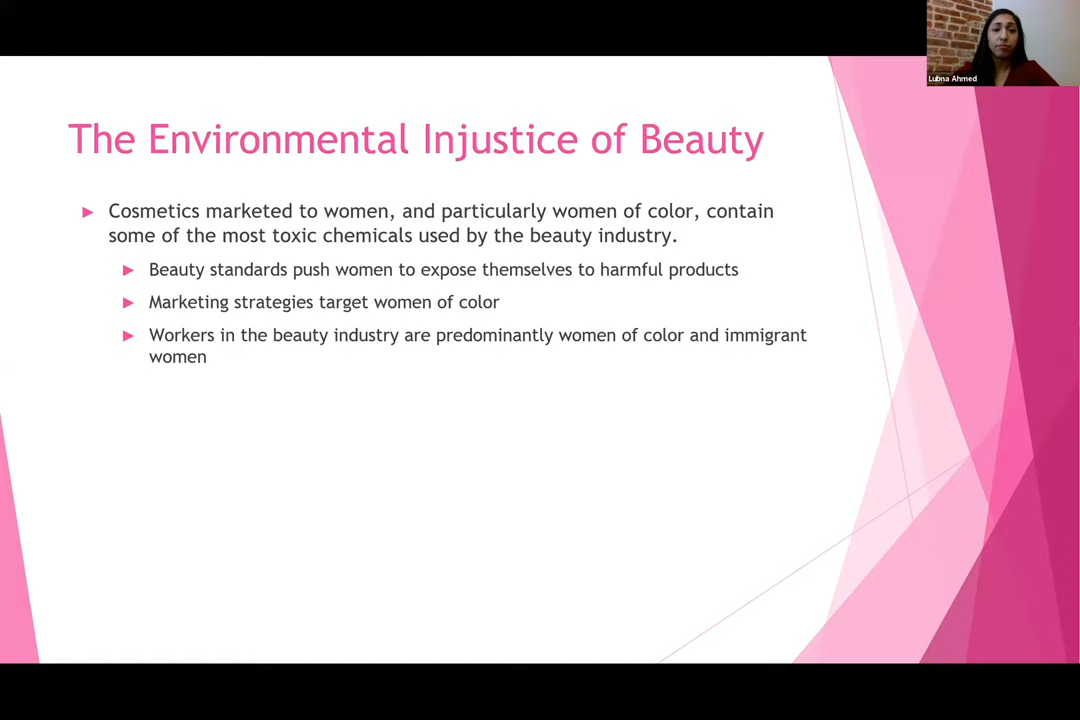 Lubna Ahmed
The Environmental Injustice of Beauty
Cosmetics marketed to women, and particularly women of color, contain
some of the most toxic chemicals used by the beauty industry.
Beauty standards push women to expose themselves to harmful products
Marketing strategies target women of color
Workers in the beauty industry are predominantly women of color and immigrant
women